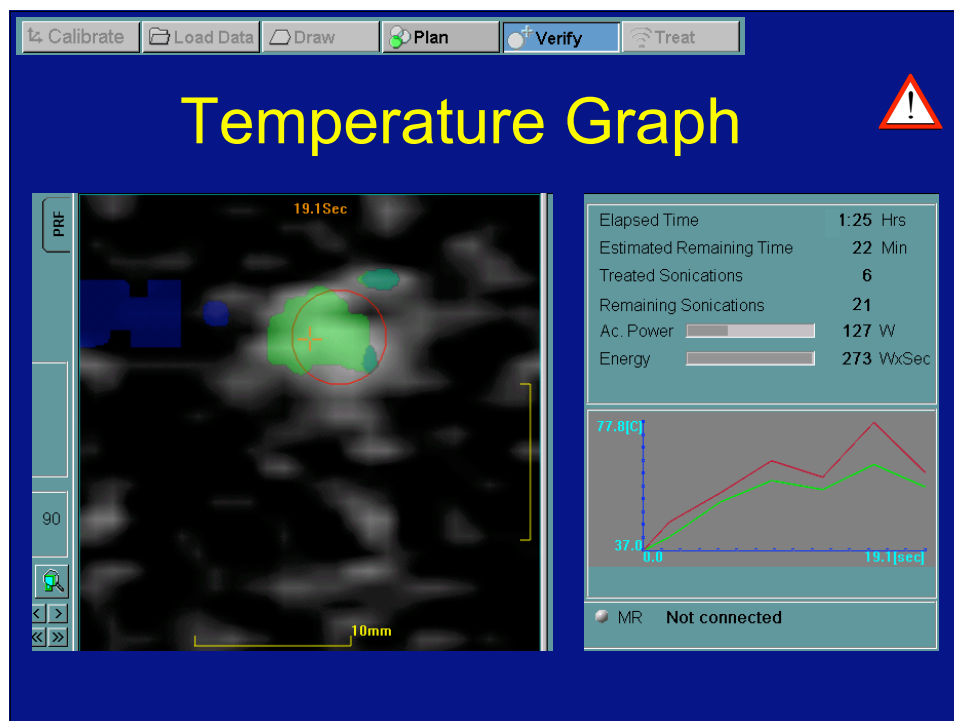 Calibrate Load Data Draw Plan Verify Treat
Temperature Graph
PRF
19.1Sec
90
10mm
Elapsed Time 1:25 Hrs
Estimated Remaining Time 22 Min
Treated Sonications 6
Remaining Sonications 21
Ac. Power 127 W
Energy 273 WxSec
77.8[C]
37.0
0.0 19.1[sec]
MR Not connected